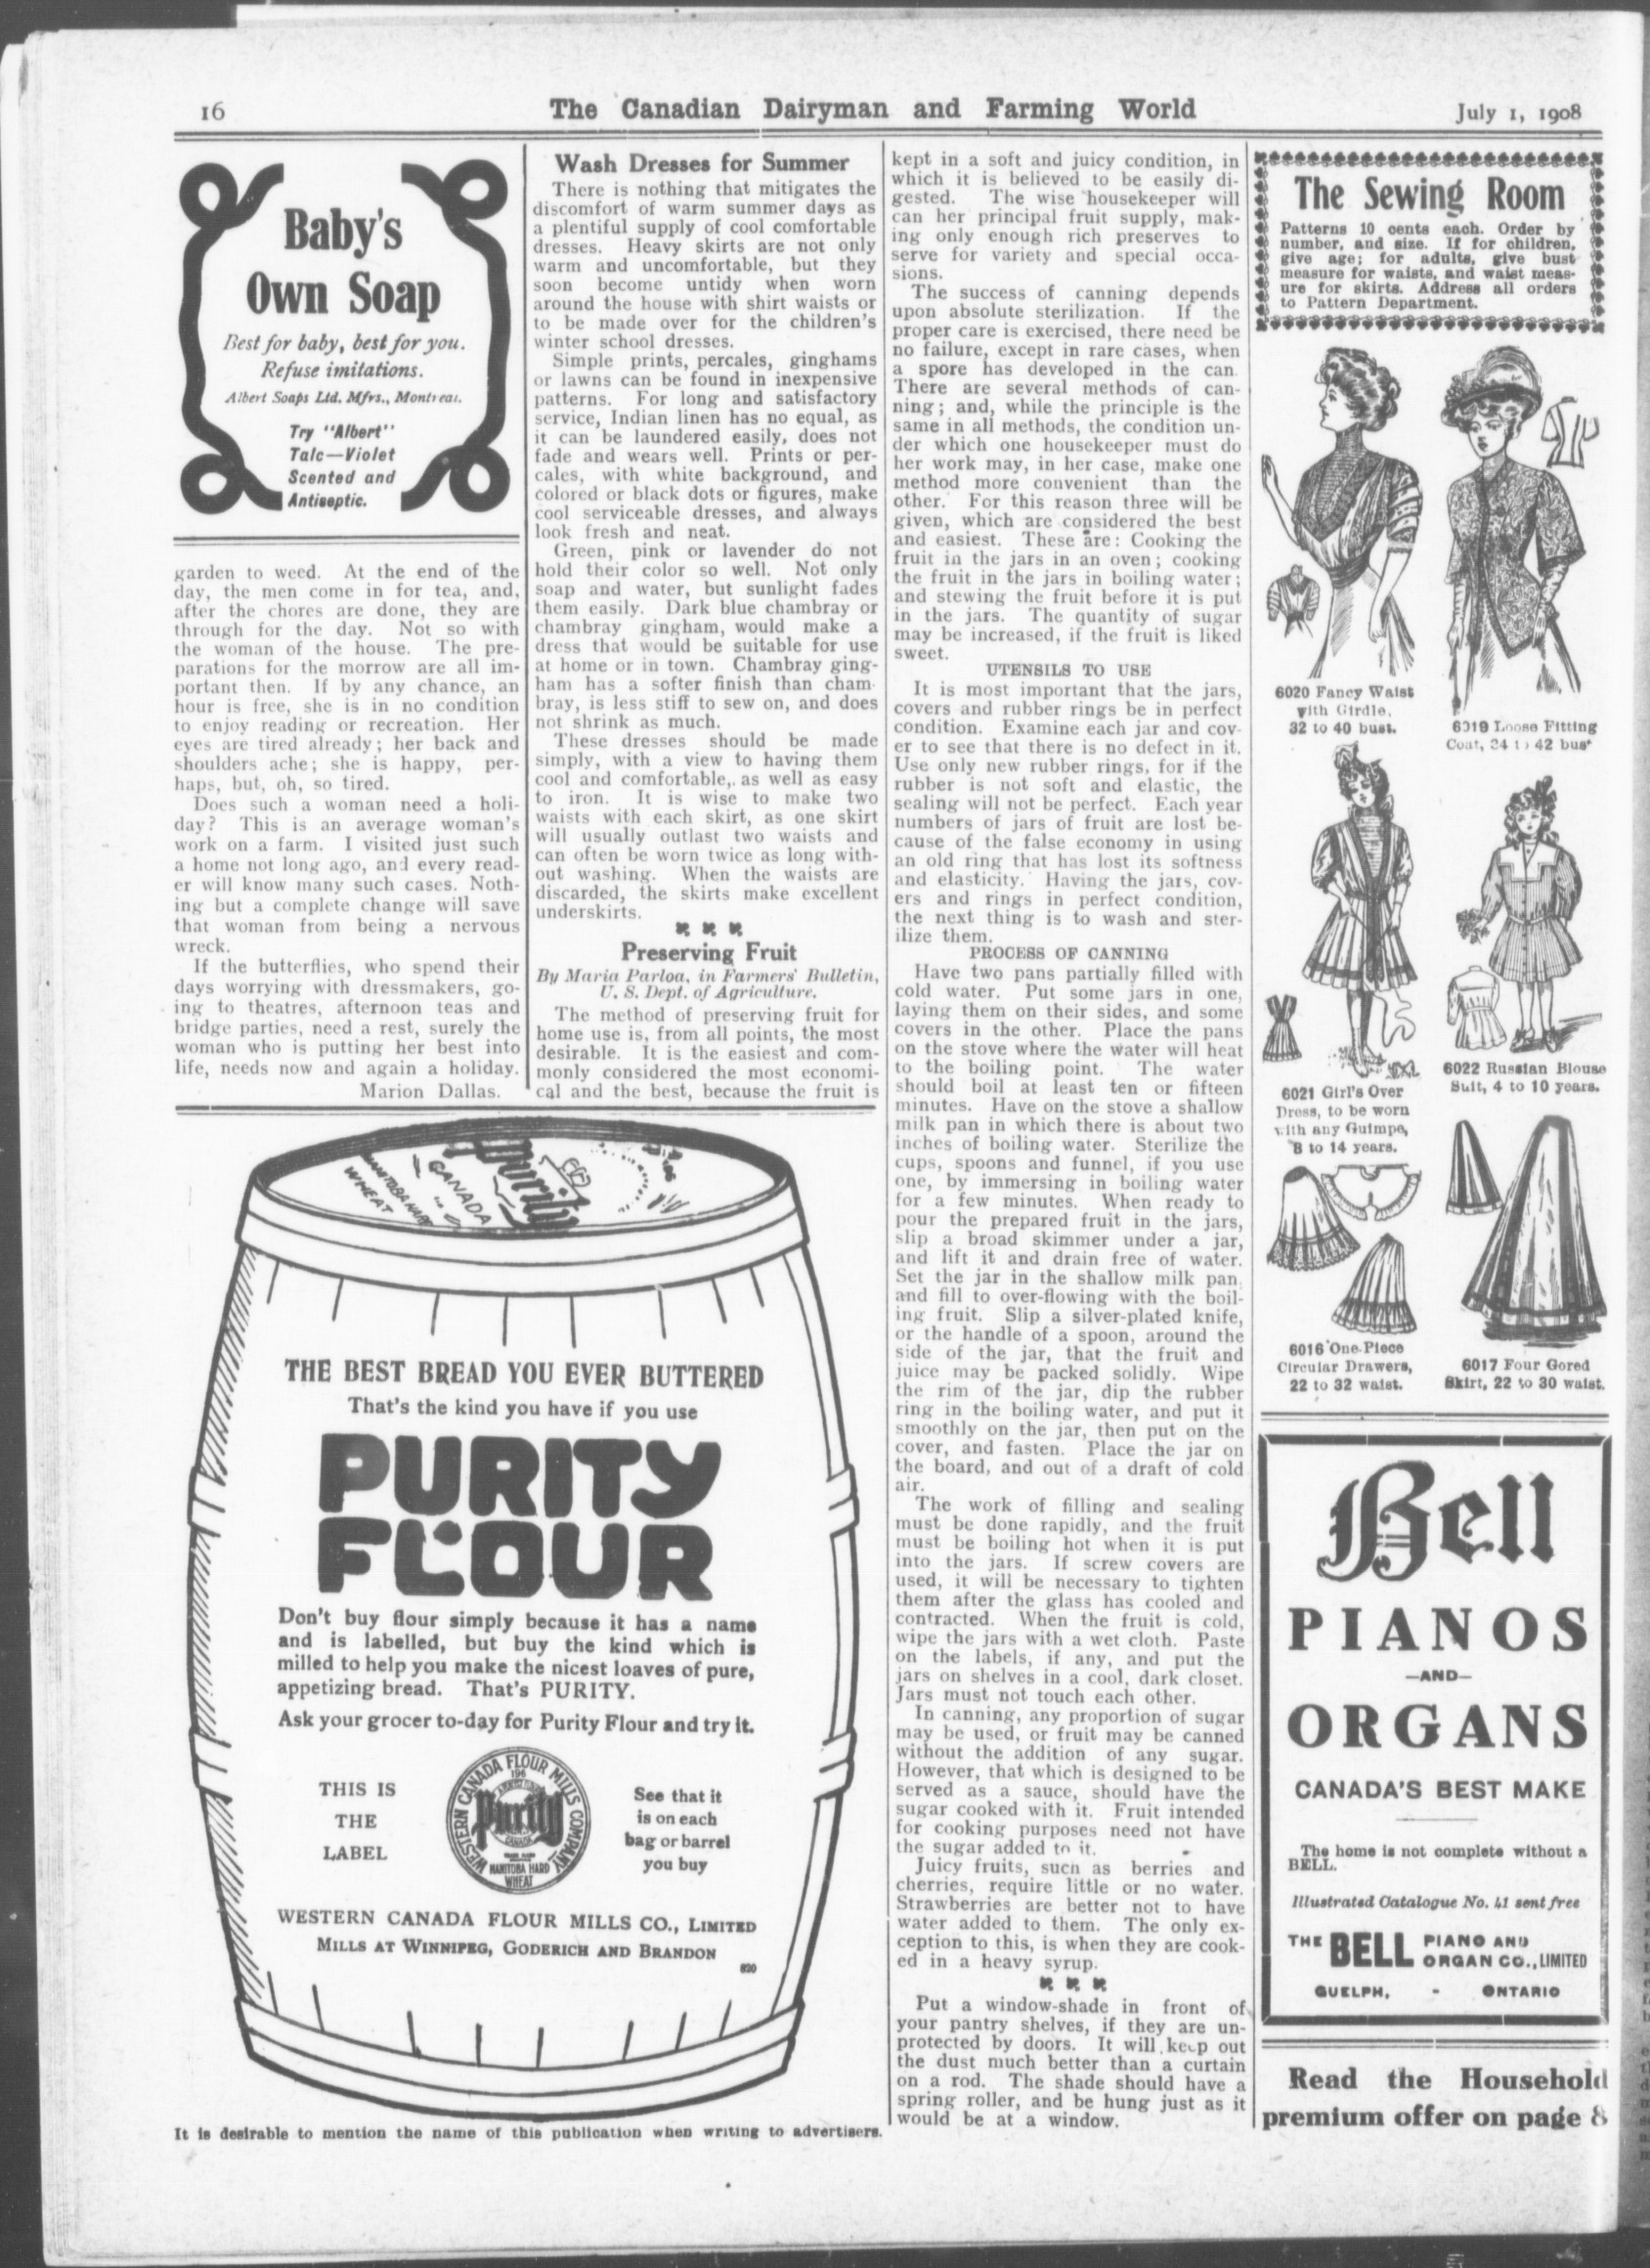 16
The Canadian Dairyman and Farming World
July 1, 1908
Baby's
Own Soap
Best for baby, best for you.
Refuse imitations.
Albert Soaps Ltd. Mfrs., Montreal.
Try "Albert"
Talc—Violet
Scented and
Antiseptic.
garden to weed. At the end of the
day, the men come in for tea, and,
after the chores are done, they are
through for the day. Not so with
the woman of the house. The pre-
parations for the morrow are all im-
portant then. If by any chance, an
hour is free, she is in no condition
to enjoy reading or recreation. Her
eyes are tired already; her back and
shoulders ache; she is happy, per-
haps, but, oh, so tired.
Does such a woman need a holi-
day? This is an average woman's
work on a farm. I visited just such
a home not long ago, and every read-
er will know many such cases. Noth-
ing but a complete change will save
that woman from being a nervous
wreck.
If the butterflies, who spend their
days worrying with dressmakers, go-
ing to theatres, afternoon teas and
bridge parties, need a rest, surely the
woman who is putting her best into
life, needs now and again a holiday.
Marion Dallas.
Wash Dresses for Summer
There is nothing that mitigates the
discomfort of warm summer days as
a plentiful supply of cool comfortable
dresses. Heavy skirts are not only
warm and uncomfortable, but they
soon become untidy when worn
around the house with shirt waists or
to be made over for the children's
winter school dresses.
Simple prints, percales, ginghams
or lawns can be found in inexpensive
patterns. For long and satisfactory
service, Indian linen has no equal, as
it can be laundered easily, does not
fade and wears well. Prints or per-
cales, with white background, and
colored or black dots or figures, make
cool serviceable dresses, and always
look fresh and neat.
Green, pink or lavender do not
hold their color so well. Not only
soap and water, but sunlight fades
them easily. Dark blue chambray or
chambray gingham, would make a
dress that would be suitable for use
at home or in town. Chambray ging-
ham has a softer finish than cham-
bray, is less stiff to sew on, and does
not shrink as much.
These dresses should be made
simply, with a view to having them
cool and comfortable,. as well as easy
to iron. It is wise to make two
waists with each skirt, as one skirt
will usually outlast two waists and
can often be worn twice as long with-
out washing. When the waists are
discarded, the skirts make excellent
underskirts.
Preserving Fruit
By Maria Parloa, in Farmers' Bulletin,
U. S. Dept. of Agriculture.
The method of preserving fruit for
home use is, from all points, the most
desirable. It is the easiest and com-
monly considered the most economi-
cal and the best, because the fruit is
kept in a soft and juicy condition, in
which it is believed to be easily di-
gested. The wise housekeeper will
can her principal fruit supply, mak-
ing only enough rich preserves to
serve for variety and special occa-
sions.
The success of canning depends
upon absolute sterilization. If the
proper care is exercised, there need be
no failure, except in rare cases, when
a spore has developed in the can.
There are several methods of can-
ning; and, while the principle is the
same in all methods, the condition un-
der which one housekeeper must do
her work may, in her case, make one
method more convenient than the
other. For this reason three will be
given, which are considered the best
and easiest. These are: Cooking the
fruit in the jars in an oven; cooking
the fruit in the jars in boiling water;
and stewing the fruit before it is put
in the jars. The quantity of sugar
may be increased, if the fruit is liked
sweet.
UTENSILS TO USE
It is most important that the jars,
covers and rubber rings be in perfect
condition. Examine each jar and cov-
er to see that there is no defect in it.
Use only new rubber rings, for if the
rubber is not soft and elastic, the
sealing will not be perfect. Each year
numbers of jars of fruit are lost be-
cause of the false economy in using
an old ring that has lost its softness
and elasticity. Having the jars, cov-
ers and rings in perfect condition,
the next thing is to wash and ster-
ilize them.
PROCESS OF CANNING
Have two pans partially filled with
cold water. Put some jars in one,
laying them on their sides, and some
covers in the other. Place the pans
on the stove where the water will heat
to the boiling point. The water
should boil at least ten or fifteen
minutes. Have on the stove a shallow
milk pan in which there is about two
inches of boiling water. Sterilize the
cups, spoons and funnel, if you use
one, by immersing in boiling water
for a few minutes. When ready to
pour the prepared fruit in the jars,
slip a broad skimmer under a jar,
and lift it and drain free of water.
Set the jar in the shallow milk pan,
and fill to over-flowing with the boil-
ing fruit. Slip a silver-plated knife,
or the handle of a spoon, around the
side of the jar, that the fruit and
juice may be packed solidly. Wipe
the rim of the jar, dip the rubber
ring in the boiling water, and put it
smoothly on the jar, then put on the
cover, and fasten. Place the jar on
the board, and out of a draft of cold
air.
The work of filling and sealing
must be done rapidly, and the fruit
must be boiling hot when it is put
into the jars. If screw covers are
used, it will be necessary to tighten
them after the glass has cooled and
contracted. When the fruit is cold,
wipe the jars with a wet cloth. Paste
on the labels, if any, and put the
jars on shelves in a cool, dark closet.
Jars must not touch each other.
In canning, any proportion of sugar
may be used, or fruit may be canned
without the addition of any sugar.
However, that which is designed to be
served as a sauce, should have the
sugar cooked with it. Fruit intended
for cooking purposes need not have
the sugar added to it.
Juicy fruits, such as berries and
cherries, require little or no water.
Strawberries are better not to have
water added to them. The only ex-
ception to this, is when they are cook-
ed in a heavy syrup.
Put a window-shade in front of
your pantry shelves, if they are un-
protected by doors. It will keep out
the dust much better than a curtain
on a rod. The shade should have a
spring roller, and be hung just as it
would be at a window.
The Sewing Room
Patterns 10 cents each. Order by
number, and size. If for children,
give age; for adults, give bust
measure for waists, and waist meas-
ure for skirts. Address all orders
to Pattern Department.
6020 Fancy Waist
with Girdle,
32 to 40 bust.
6019 Loose Fitting
Coat, 34 to 42 bust
6021 Girl's Over
Dress, to be worn
with any Guimpe,
8 to 14 years.
6022 Russian Blouse
Suit, 4 to 10 years.
6016 One-Piece
Circular Drawers,
22 to 32 waist.
6017 Four Gored
Skirt, 22 to 30 waist.
Purity
CANADA
WHEAT
THE BEST BREAD YOU EVER BUTTERED
That's the kind you have if you use
PURITY
FLOUR
Don't buy flour simply because it has a name
and is labelled, but buy the kind which is
milled to help you make the nicest loaves of pure,
appetizing bread. That's PURITY.
Ask your grocer to-day for Purity Flour and try it.
THIS IS
THE
LABEL
WESTERN CANADA FLOUR MILLS COMPANY
196
Purity
CANADA
MANITOBA HARD
WHEAT
See that it
is on each
bag or barrel
you buy
WESTERN CANADA FLOUR MILLS CO., LIMITED
MILLS AT WINNIPEG, GODERICH AND BRANDON
820
It is desirable to mention the name of this publication when writing to advertisers.
Bell
PIANOS
—AND—
ORGANS
CANADA'S BEST MAKE
The home is not complete without a
BELL.
Illustrated Catalogue No. 41 sent free
THE BELL PIANO AND
ORGAN CO., LIMITED
GUELPH, - ONTARIO
Read the Household
premium offer on page 8